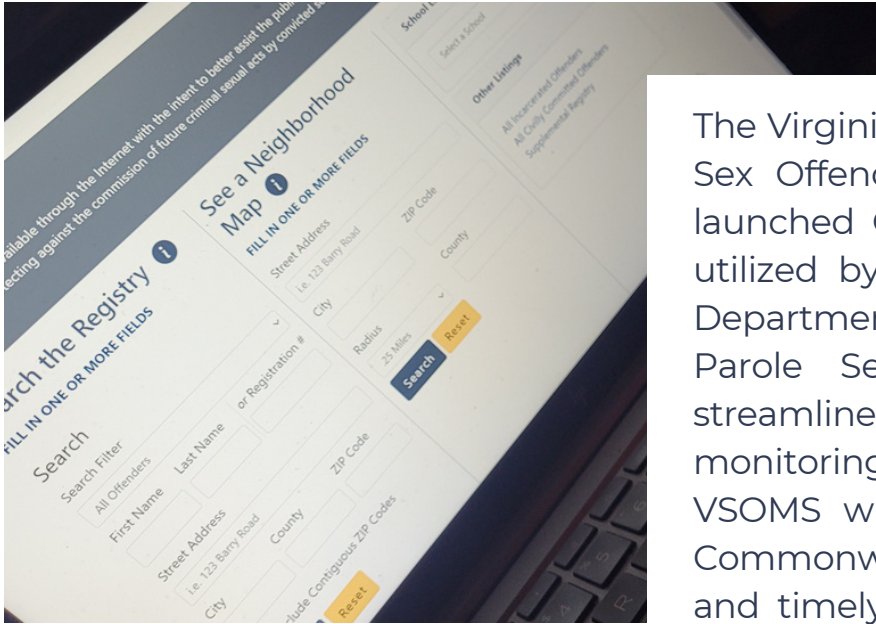 ailable through the Internet with the intent to better assist the publ
ecting against the commission of future criminal sexual acts by convicted s
arch the Registry
FILL IN ONE OR MORE FIELDS
Search
Search Filter
All Offenders
First Name
Last Name
or Registration #
Street Address
i.e. 123 Barry Road
City
County
ZIP Code
clude Contiguous ZIP Codes
Reset
See a Neighborhood
Map
FILL IN ONE OR MORE FIELDS
Street Address
i.e. 123 Barry Road
ZIP Code
City
County
Radius
.25 Miles
Search
Reset
School
Select a School
Other Listings
All Incarcerated Offenders
All Civilly Committed Offenders
Supplemental Registry
The Virgini
Sex Offen
launched
utilized by
Departmen
Parole Se
streamline
monitoring
VSOMS w
Commonw
and timely